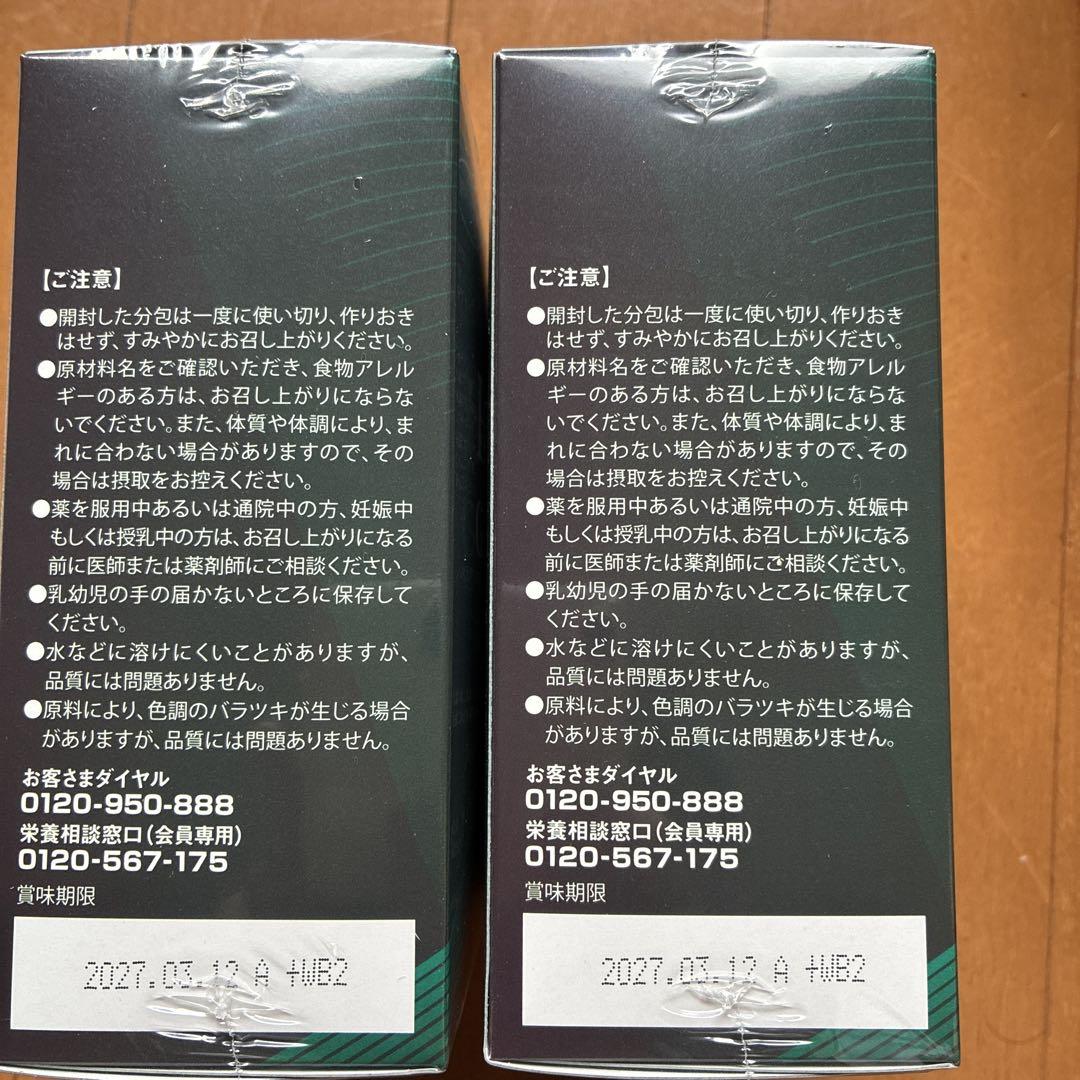 【ご注意】
●開封した分包は一度に使い切り、作りおき
はせず、すみやかにお召し上がりください。
●原材料名をご確認いただき、食物アレル
ギーのある方は、お召し上がりにならな
いでください。また、体質や体調により、ま
れに合わない場合がありますので、その
場合は摂取をお控えください。
●薬を服用中あるいは通院中の方、妊娠中
もしくは授乳中の方は、お召し上がりになる
前に医師または薬剤師にご相談ください。
●乳幼児の手の届かないところに保存して
ください。
●水などに溶けにくいことがありますが、
品質には問題ありません。
●原料により、色調のバラツキが生じる場合
がありますが、品質には問題ありません。
お客さまダイヤル
0120-950-888
栄養相談窓口(会員専用)
0120-567-175
賞味期限
2027.03.12 A +WB2
【ご注意】
●開封した分包は一度に使い切り、作りおき
はせず、すみやかにお召し上がりください。
●原材料名をご確認いただき、食物アレル
ギーのある方は、お召し上がりにならな
いでください。また、体質や体調により、ま
れに合わない場合がありますので、その
場合は摂取をお控えください。
●薬を服用中あるいは通院中の方、妊娠中
もしくは授乳中の方は、お召し上がりになる
前に医師または薬剤師にご相談ください。
●乳幼児の手の届かないところに保存して
ください。
●水などに溶けにくいことがありますが、
品質には問題ありません。
●原料により、色調のバラツキが生じる場合
がありますが、品質には問題ありません。
お客さまダイヤル
0120-950-888
栄養相談窓口(会員専用)
0120-567-175
賞味期限
2027.03.12 A +WB2